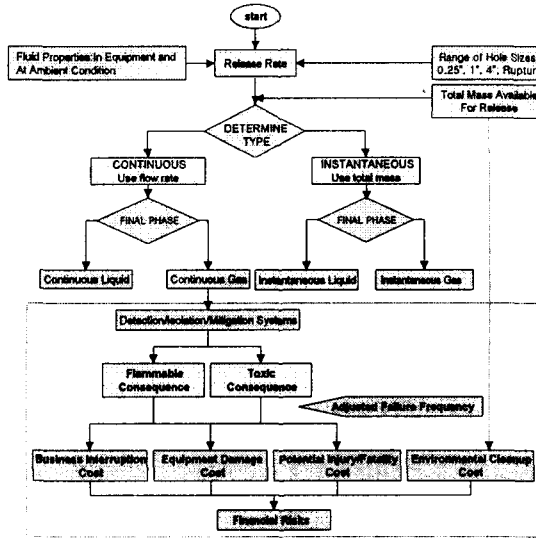 start
Fluid Properties: In Equipment and
At Ambient Condition
Release Rate
Range of Hole Sizes
0.25", 1", 4", Rupture
Total Mass Available
For Release
DETERMINE
TYPE
CONTINUOUS
Use flow rate
INSTANTANEOUS
Use total mass
FINAL PHASE
FINAL PHASE
Continuous Liquid
Continuous Gas
Instantaneous Liquid
Instantaneous Gas
Detection/Isolation/Mitigation Systems
Flammable
Consequence
Toxic
Consequence
Adjusted Failure Frequency
Business Interruption
Cost
Equipment Damage
Cost
Potential Injury/Fatality
Cost
Environmental Cleanup
Cost
Financial Risks